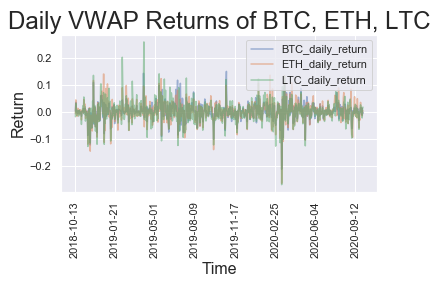 Daily VWAP Returns of BTC, ETH, LTC
BTC_daily_return
ETH_daily_return
LTC_daily_return
0.2
0.1
0.0
−0.1
−0.2
Return
2018-10-13
2019-01-21
2019-05-01
2019-08-09
2019-11-17
2020-02-25
2020-06-04
2020-09-12
Time